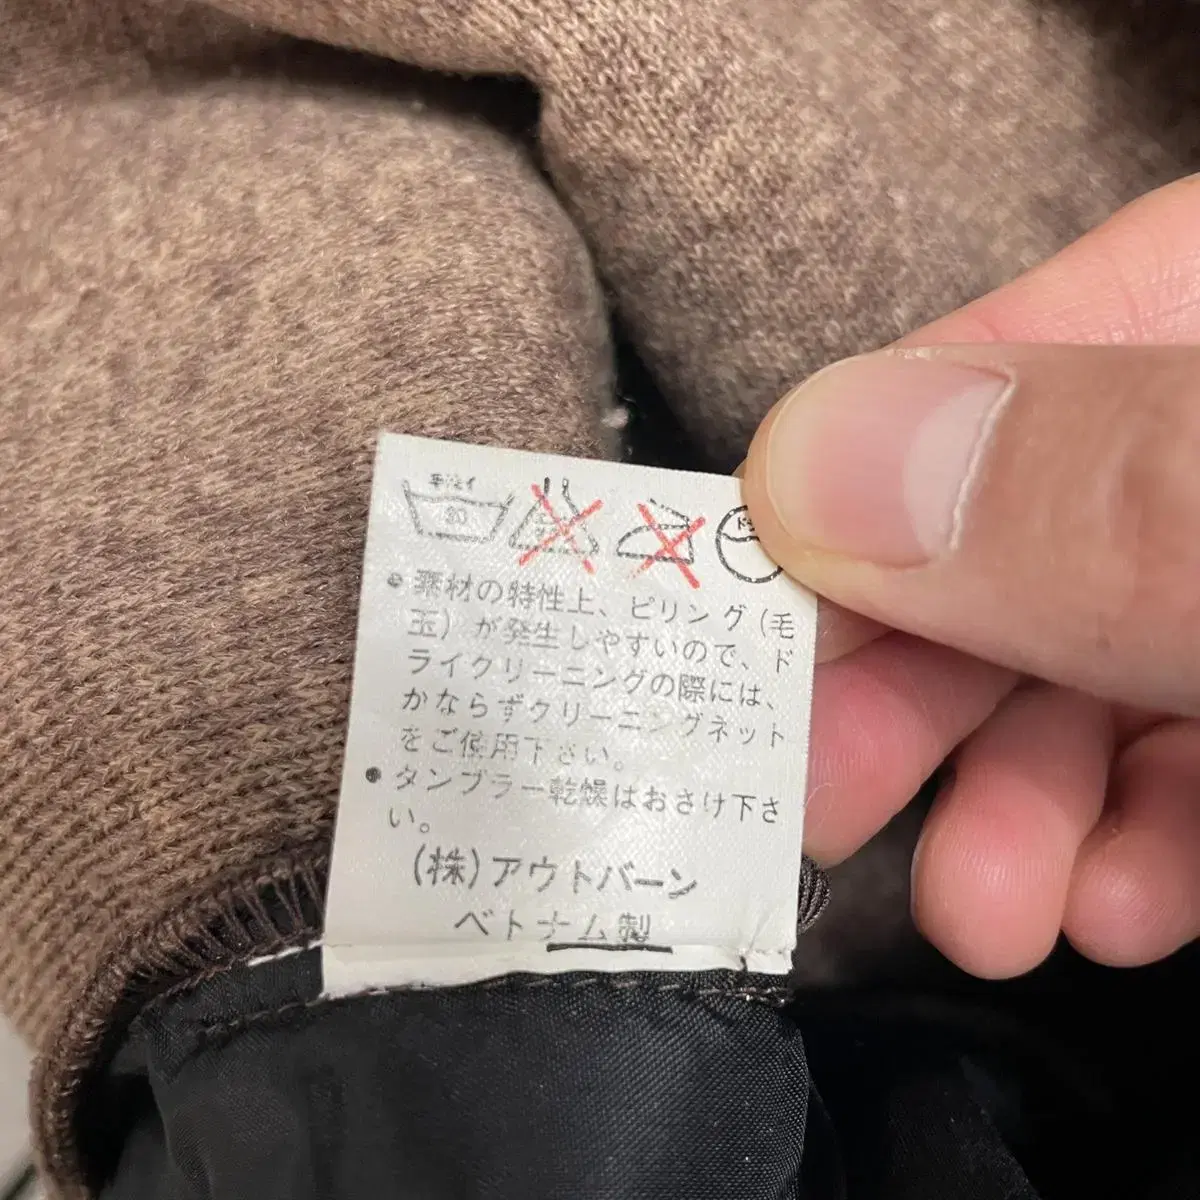 手洗イ
30
ド
● 素材の特性上、ピリング(毛
玉)が発生しやすいので、ド
ライクリーニングの際には、
かならずクリーニングネット
をご使用下さい。
● タンブラー乾燥はおさけ下さ
い。
(株)アウトバーン
ベトナム製